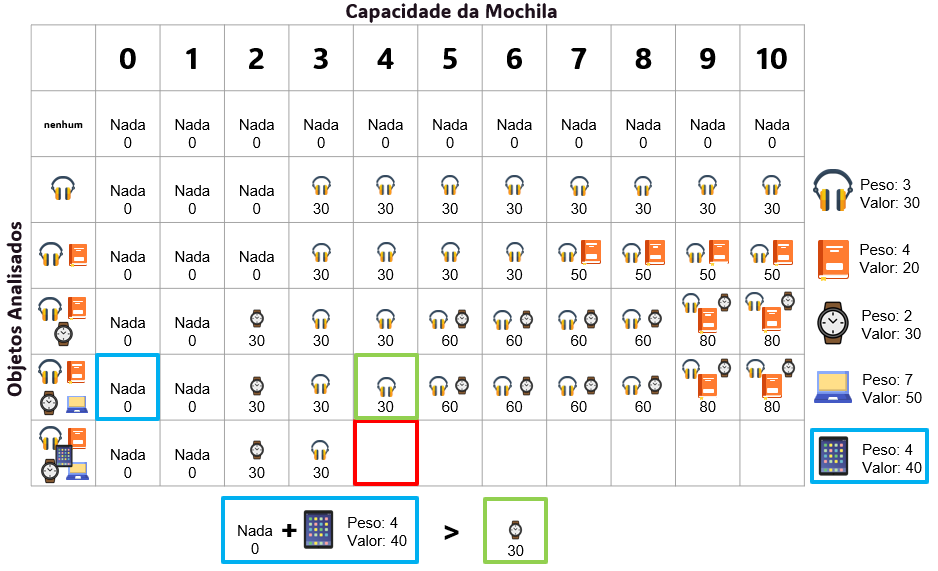 Capacidade da Mochila
0 1 2 3 4 5 6 7 8 9 10
Objetos Analisados
nenhum Nada Nada Nada Nada Nada Nada Nada Nada Nada Nada Nada
0 0 0 0 0 0 0 0 0 0 0 0
Nada Nada Nada
0 0 0 30 30 30 30 30 30 30 30
Peso: 3
Valor: 30
Nada Nada Nada
0 0 0 30 30 30 30 50 50 50 50
Peso: 4
Valor: 20
Nada Nada
0 0 30 30 30 60 60 60 60 80 80
Peso: 2
Valor: 30
Nada Nada
0 0 30 30 30 60 60 60 60 80 80
Peso: 7
Valor: 50
Nada Nada
0 0 30 30
Peso: 4
Valor: 40
Nada + Peso: 4 >
0 Valor: 40 30